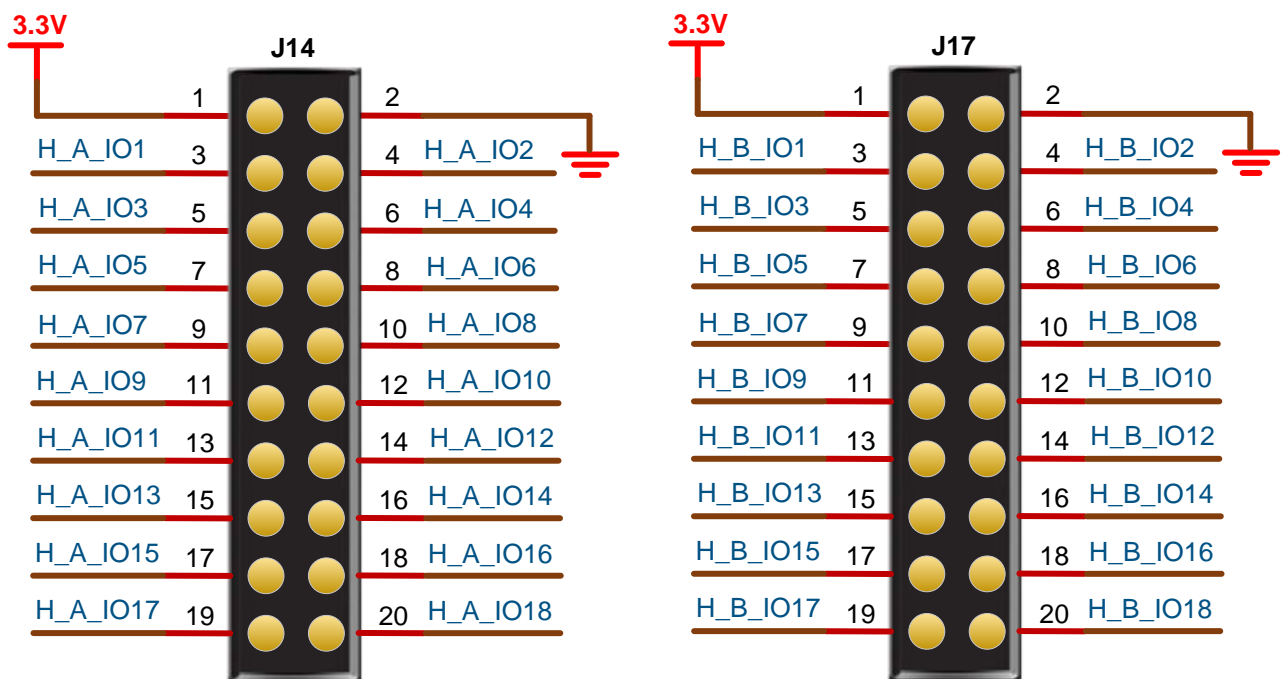 3.3V
J14
1 2
H_A_IO1 3 4 H_A_IO2
H_A_IO3 5 6 H_A_IO4
H_A_IO5 7 8 H_A_IO6
H_A_IO7 9 10 H_A_IO8
H_A_IO9 11 12 H_A_IO10
H_A_IO11 13 14 H_A_IO12
H_A_IO13 15 16 H_A_IO14
H_A_IO15 17 18 H_A_IO16
H_A_IO17 19 20 H_A_IO18
3.3V
J17
1 2
H_B_IO1 3 4 H_B_IO2
H_B_IO3 5 6 H_B_IO4
H_B_IO5 7 8 H_B_IO6
H_B_IO7 9 10 H_B_IO8
H_B_IO9 11 12 H_B_IO10
H_B_IO11 13 14 H_B_IO12
H_B_IO13 15 16 H_B_IO14
H_B_IO15 17 18 H_B_IO16
H_B_IO17 19 20 H_B_IO18